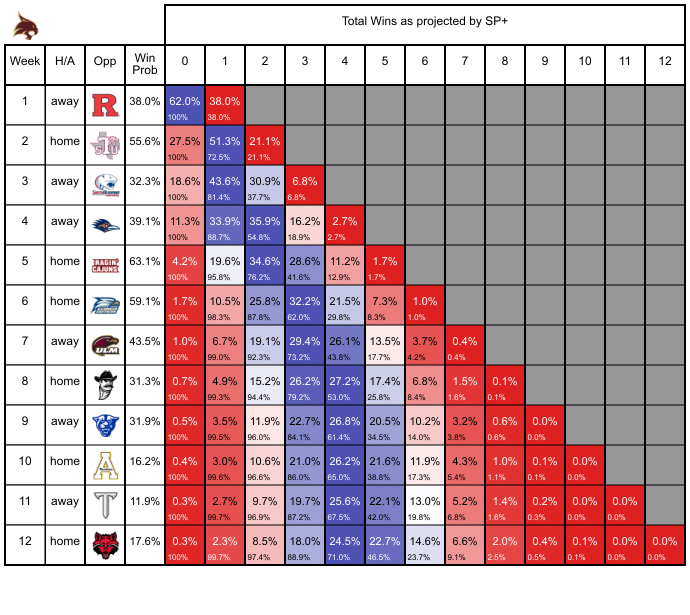 Total Wins as projected by SP+
Week H/A Opp Win Prob 0 1 2 3 4 5 6 7 8 9 10 11 12
1 away R 38.0% 62.0% 38.0%
100% 38.0%
2 home 55.6% 27.5% 51.3% 21.1%
100% 72.5% 21.1%
3 away 32.3% 18.6% 43.6% 30.9% 6.8%
100% 81.4% 37.7% 6.8%
4 away 39.1% 11.3% 33.9% 35.9% 16.2% 2.7%
100% 88.7% 54.8% 18.9% 2.7%
5 home RAGIN CAJUNS 63.1% 4.2% 19.6% 34.6% 28.6% 11.2% 1.7%
100% 95.8% 76.2% 41.6% 12.9% 1.7%
6 home 59.1% 1.7% 10.5% 25.8% 32.2% 21.5% 7.3% 1.0%
100% 98.3% 87.8% 62.0% 29.8% 8.3% 1.0%
7 away ULM 43.5% 1.0% 6.7% 19.1% 29.4% 26.1% 13.5% 3.7% 0.4%
100% 99.0% 92.3% 73.2% 43.8% 17.7% 4.2% 0.4%
8 home 31.3% 0.7% 4.9% 15.2% 26.2% 27.2% 17.4% 6.8% 1.5% 0.1%
100% 99.3% 94.4% 79.2% 53.0% 25.8% 8.4% 1.6% 0.1%
9 away 31.9% 0.5% 3.5% 11.9% 22.7% 26.8% 20.5% 10.2% 3.2% 0.6% 0.0%
100% 99.5% 96.0% 84.1% 61.4% 34.5% 14.0% 3.8% 0.6% 0.0%
10 home A 16.2% 0.4% 3.0% 10.6% 21.0% 26.2% 21.6% 11.9% 4.3% 1.0% 0.1% 0.0%
100% 99.6% 96.6% 86.0% 65.0% 38.8% 17.3% 5.4% 1.1% 0.1% 0.0%
11 away T 11.9% 0.3% 2.7% 9.7% 19.7% 25.6% 22.1% 13.0% 5.2% 1.4% 0.2% 0.0% 0.0%
100% 99.7% 96.9% 87.2% 67.5% 42.0% 19.8% 6.8% 1.6% 0.3% 0.0% 0.0%
12 home 17.6% 0.3% 2.3% 8.5% 18.0% 24.5% 22.7% 14.6% 6.6% 2.0% 0.4% 0.1% 0.0% 0.0%
100% 99.7% 97.4% 88.9% 71.0% 46.5% 23.7% 9.1% 2.5% 0.5% 0.1% 0.0% 0.0%